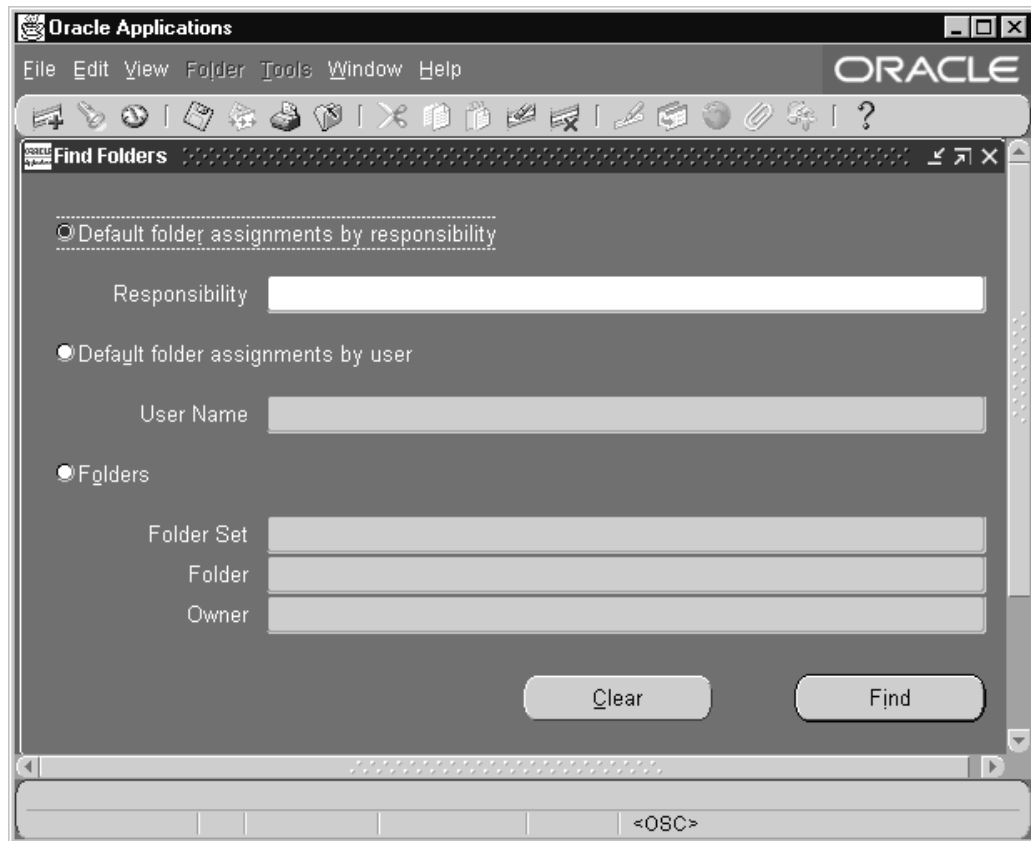 Oracle Applications
File Edit View Folder Tools Window Help
ORACLE
?
Find Folders
Default folder assignments by responsibility
Responsibility
Default folder assignments by user
User Name
Folders
Folder Set
Folder
Owner
Clear
Find
<OSC>